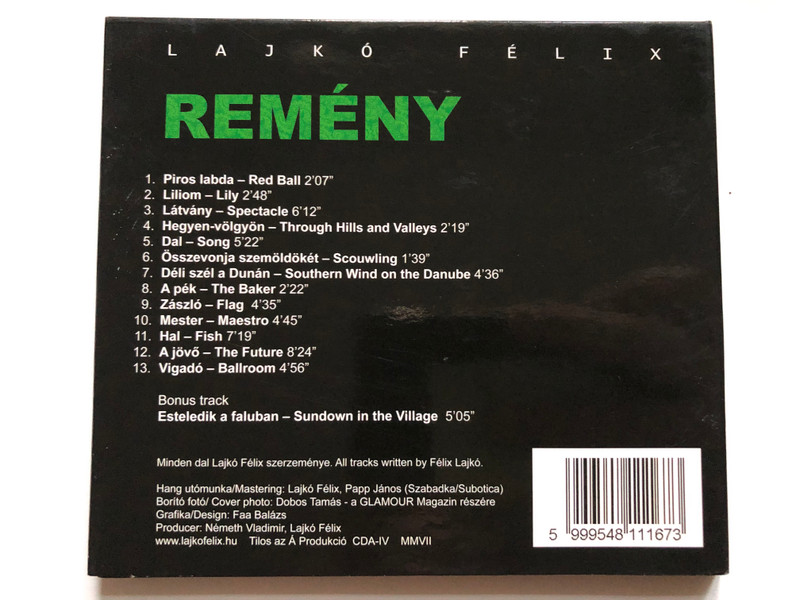 LAJKÓ FÉLIX
REMÉNY
1. Piros labda – Red Ball 2’07”
2. Liliom – Lily 2’48”
3. Látvány – Spectacle 6’12”
4. Hegyen-völgyön – Through Hills and Valleys 2’19”
5. Dal – Song 5’22”
6. Összevonja szemöldökét – Scouwling 1’39”
7. Déli szél a Dunán – Southern Wind on the Danube 4’36”
8. A pék – The Baker 2’22”
9. Zászló – Flag 4’35”
10. Mester – Maestro 4’45”
11. Hal – Fish 7’19”
12. A jövő – The Future 8’24”
13. Vigadó – Ballroom 4’56”
Bonus track
Esteledik a faluban – Sundown in the Village 5’05”
Minden dal Lajkó Félix szerzeménye. All tracks written by Félix Lajkó.
Hang utómunka/Mastering: Lajkó Félix, Papp János (Szabadka/Subotica)
Borító fotó/ Cover photo: Dobos Tamás - a GLAMOUR Magazin részére
Grafika/Design: Faa Balázs
Producer: Németh Vladimir, Lajkó Félix
www.lajkofelix.hu Tilos az Á Produkció CDA-IV MMVII
5 999548 111673